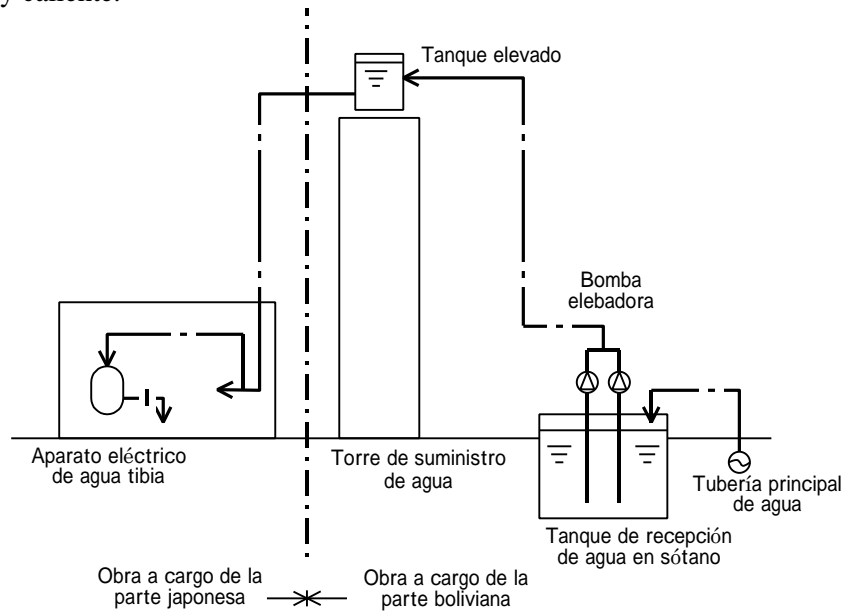 y caliente.
Tanque elevado
Bomba
elebadora
Aparato eléctrico
de agua tibia
Torre de suministro
de agua
Tubería principal
de agua
Tanque de recepción
de agua en sótano
Obra a cargo de la
parte japonesa
Obra a cargo de la
parte boliviana